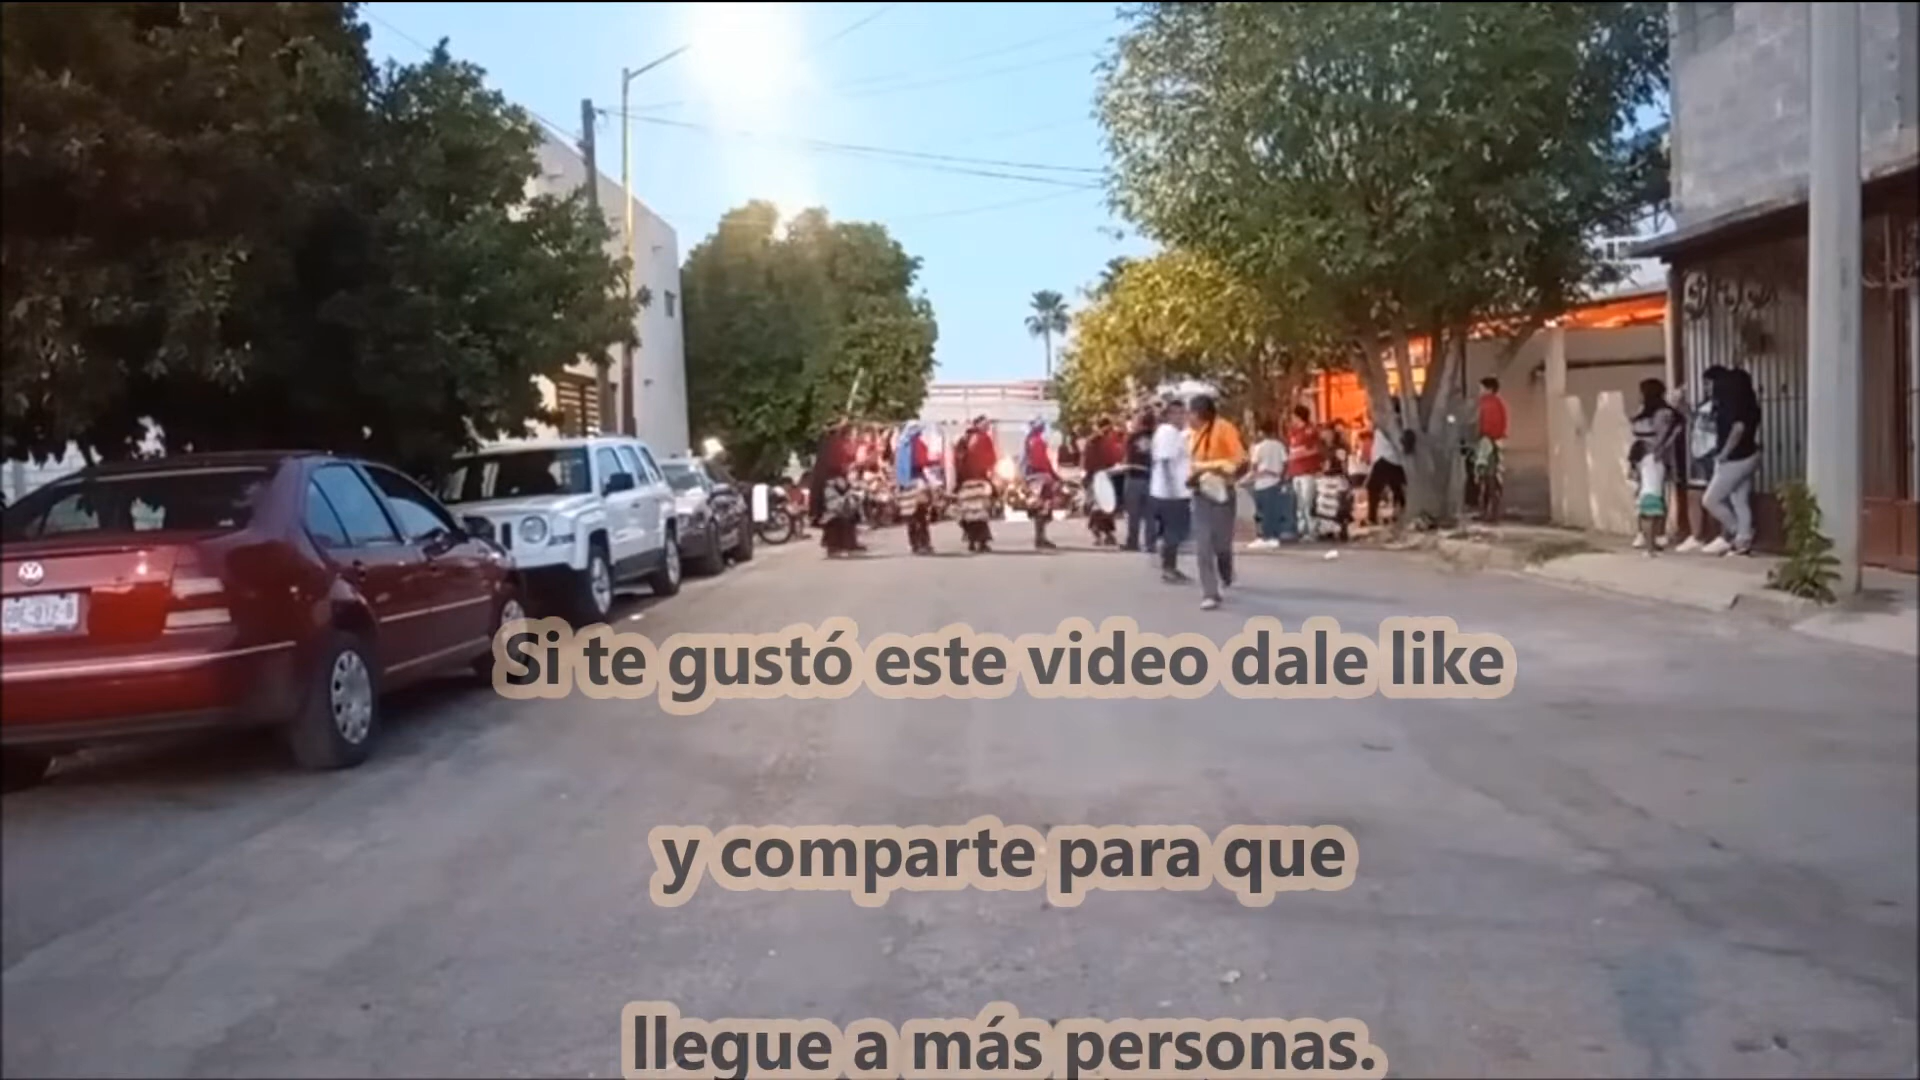 Si te gustó este video dale like
y comparte para que
llegue a más personas.